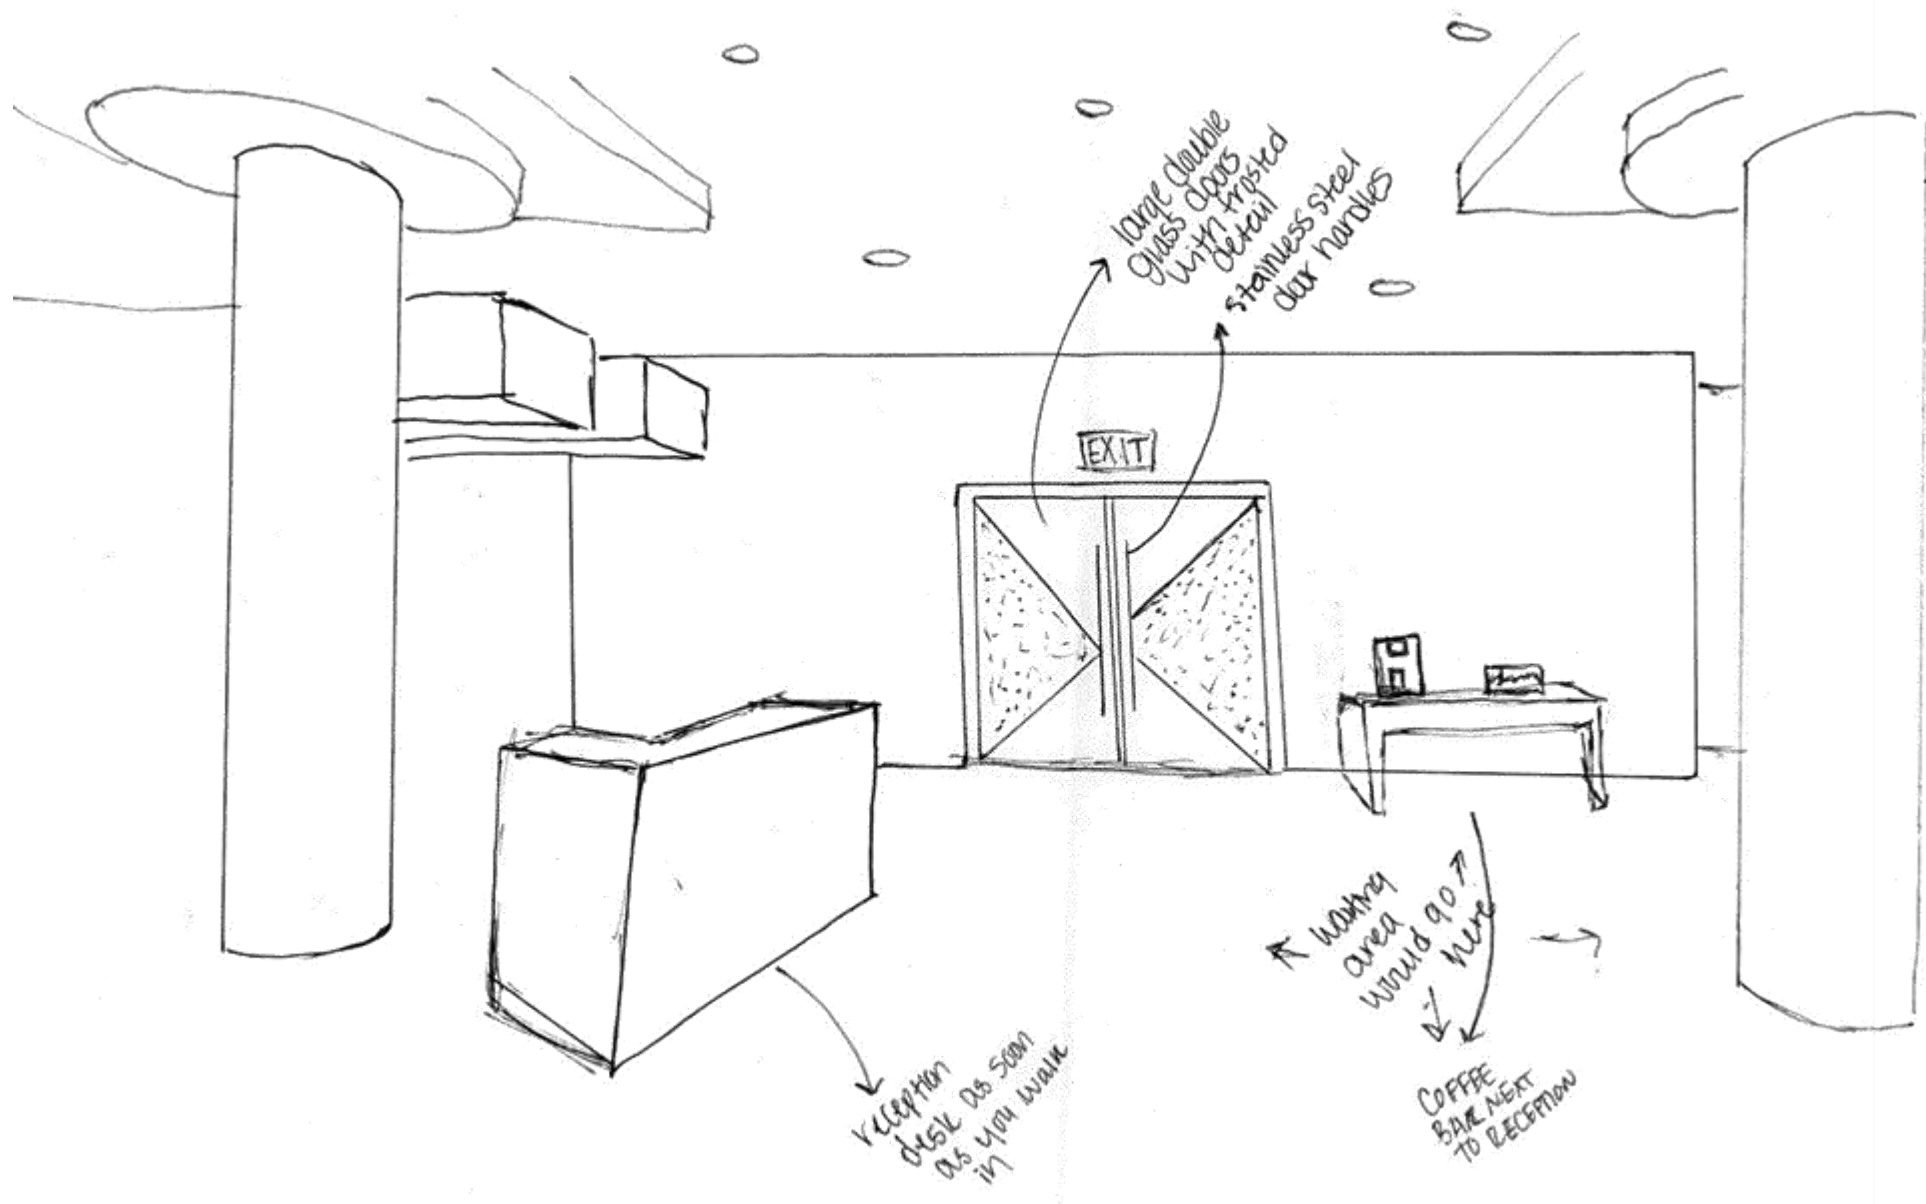 large double
glass doors
with frosted
detail
stainless steel
door handles
EXIT
waiting
area
would go
here
reception
desk as soon
as you walk
in
COFFEE
BAR NEXT
TO RECEPTION